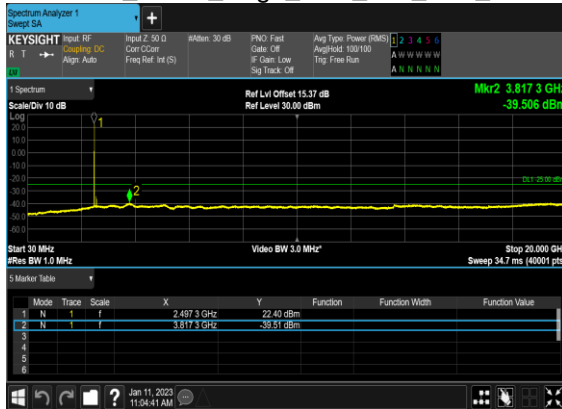 Spectrum Analyzer 1
Swept SA
KEYSIGHT Input: RF Input Z: 50 Ω #Atten: 30 dB PNO: Fast Avg Type: Power (RMS) 1 2 3 4 5 6
R T Coupling: DC Corr CCorr Gate: Off Avg|Hold: 100/100 A W W W W W
Align: Auto Freq Ref: Int (S) IF Gain: Low Trig: Free Run
LXI Sig Track: Off A N N N N N
1 Spectrum Ref Lvl Offset 15.37 dB Mkr2 3.817 3 GHz
Scale/Div 10 dB Ref Level 30.00 dBm -39.506 dBm
Log
20.0
10.0
0.00
-10.0
-20.0
-30.0
-40.0
-50.0
-60.0
1
2
DL1 -25.00 dBm
Start 30 MHz Video BW 3.0 MHz* Stop 20.000 GHz
#Res BW 1.0 MHz Sweep 34.7 ms (40001 pts)
5 Marker Table
Mode Trace Scale X Y Function Function Width Function Value
1 N 1 f 2.497 3 GHz 22.40 dBm
2 N 1 f 3.817 3 GHz -39.51 dBm
3
4
5
6
? Jan 11, 2023
11:04:41 AM